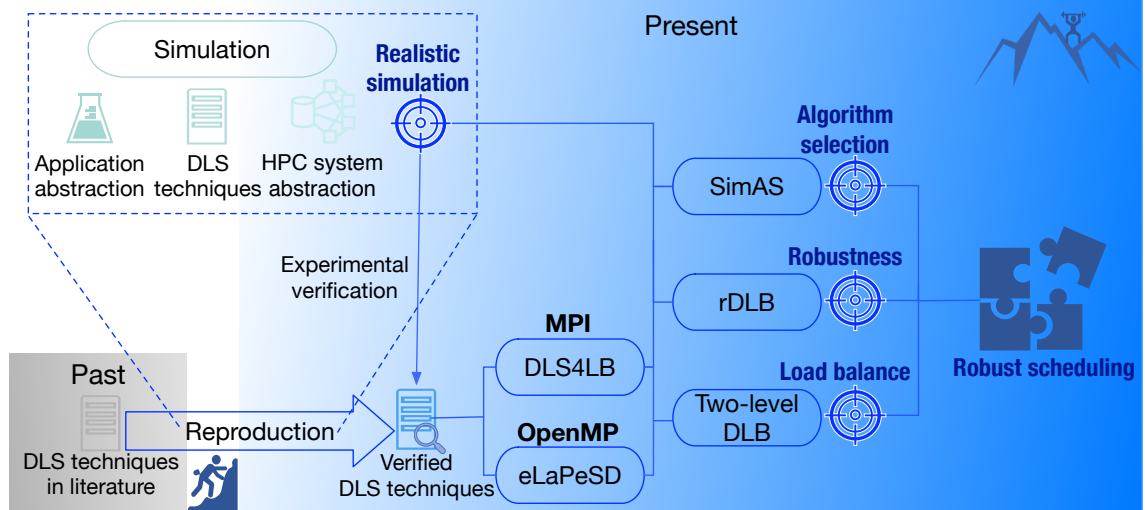 Present
Simulation
Realistic
simulation
Application
abstraction
DLS
techniques
HPC system
abstraction
Algorithm
selection
SimAS
Experimental
verification
Robustness
rDLB
MPI
DLS4LB
Load balance
Robust scheduling
Past
Two-level
DLB
Reproduction
OpenMP
eLaPeSD
DLS techniques
in literature
Verified
DLS techniques